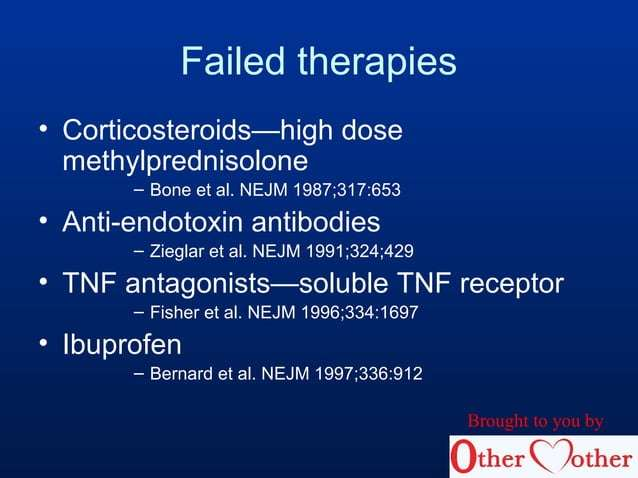 Failed therapies
• Corticosteroids—high dose
methylprednisolone
– Bone et al. NEJM 1987;317:653
• Anti-endotoxin antibodies
– Zieglar et al. NEJM 1991;324;429
• TNF antagonists—soluble TNF receptor
– Fisher et al. NEJM 1996;334:1697
• Ibuprofen
– Bernard et al. NEJM 1997;336:912
Brought to you by
Other Mother